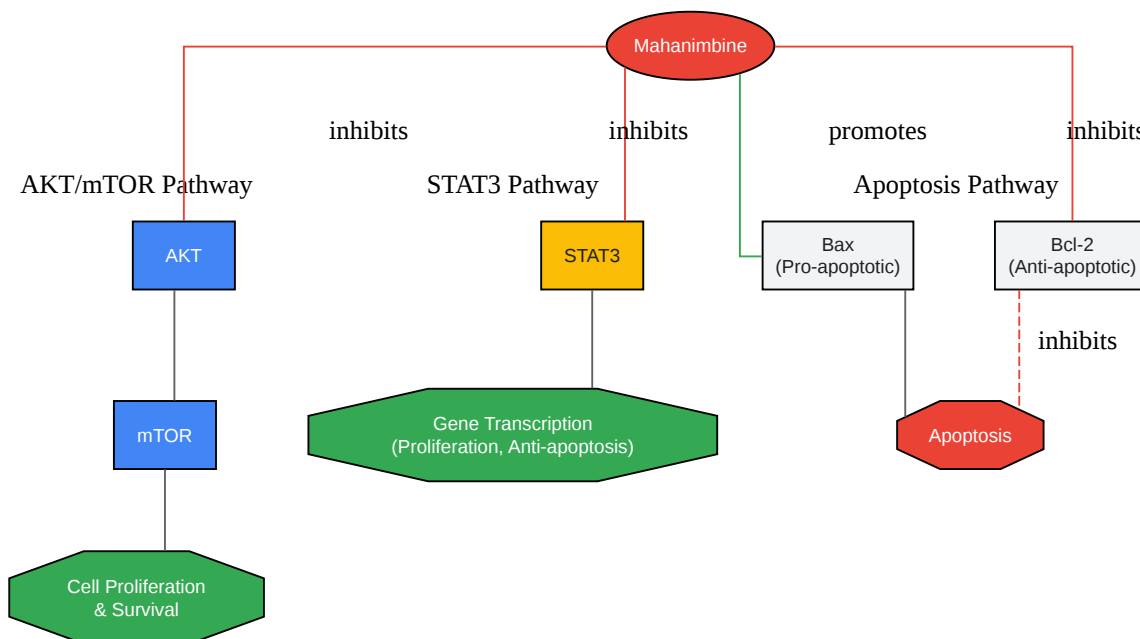 Mahanimbine
inhibits
inhibits
promotes
inhibits
AKT/mTOR Pathway
STAT3 Pathway
Apoptosis Pathway
AKT
STAT3
Bax
(Pro-apoptotic)
Bcl-2
(Anti-apoptotic)
inhibits
mTOR
Gene Transcription
(Proliferation, Anti-apoptosis)
Apoptosis
Cell Proliferation
& Survival